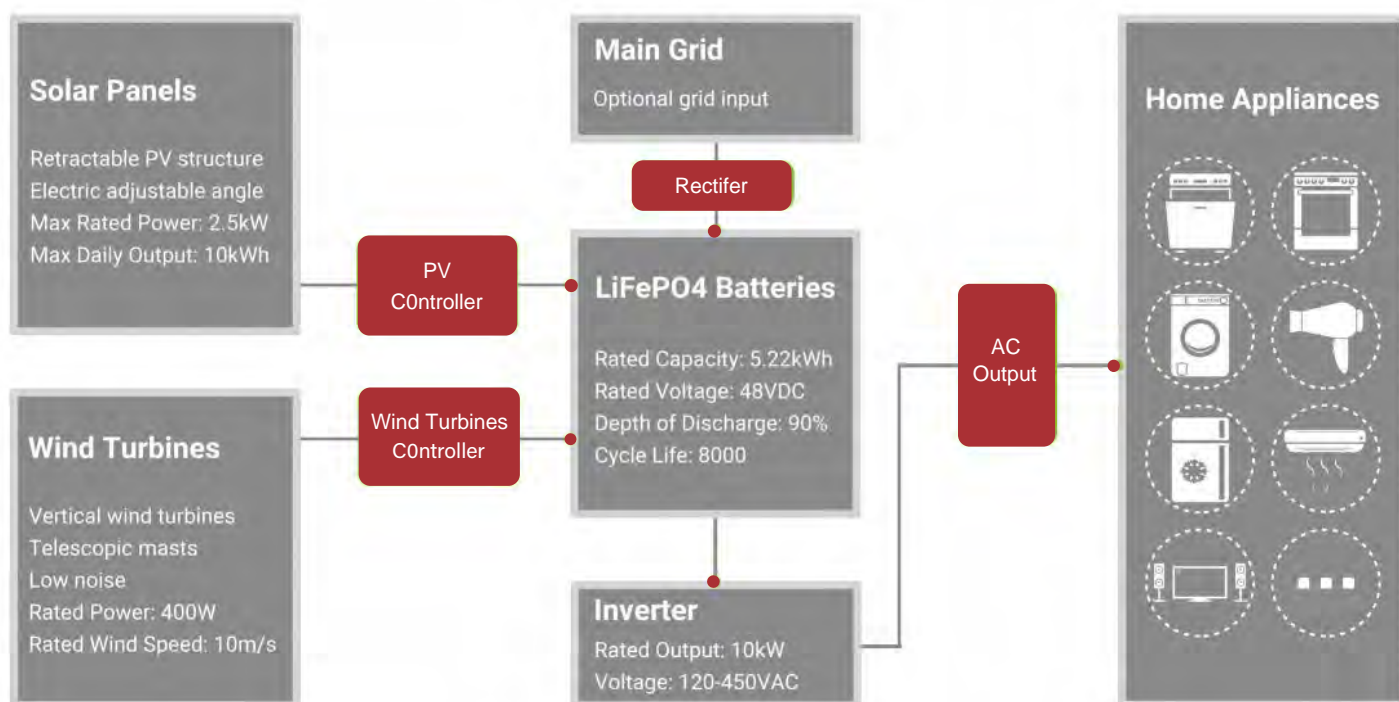 Solar Panels
Retractable PV structure
Electric adjustable angle
Max Rated Power: 2.5kW
Max Daily Output: 10kWh
Wind Turbines
Vertical wind turbines
Telescopic masts
Low noise
Rated Power: 400W
Rated Wind Speed: 10m/s
PV
C0ntroller
Wind Turbines
C0ntroller
Main Grid
Optional grid input
Rectifer
LiFePO4 Batteries
Rated Capacity: 5.22kWh
Rated Voltage: 48VDC
Depth of Discharge: 90%
Cycle Life: 8000
Inverter
Rated Output: 10kW
Voltage: 120-450VAC
AC
Output
Home Appliances